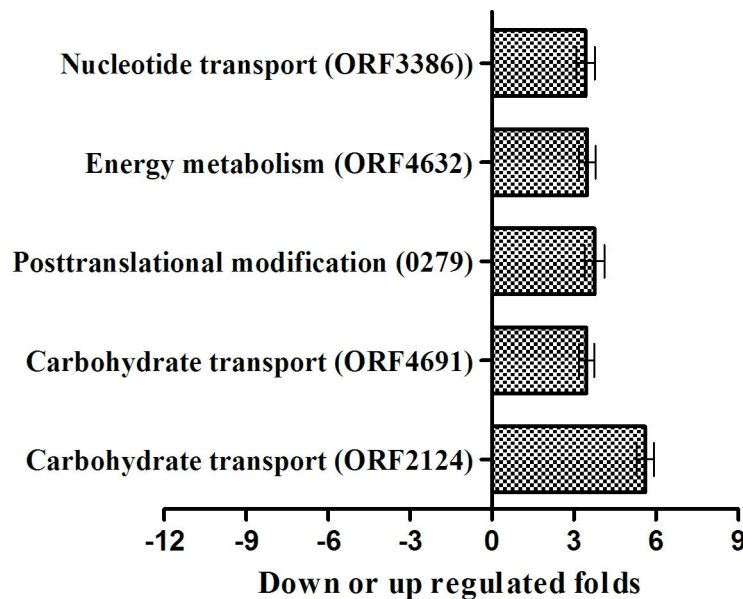 Nucleotide transport (ORF3386))
Energy metabolism (ORF4632)
Posttranslational modification (0279)
Carbohydrate transport (ORF4691)
Carbohydrate transport (ORF2124)
-12 -9 -6 -3 0 3 6 9
Down or up regulated folds